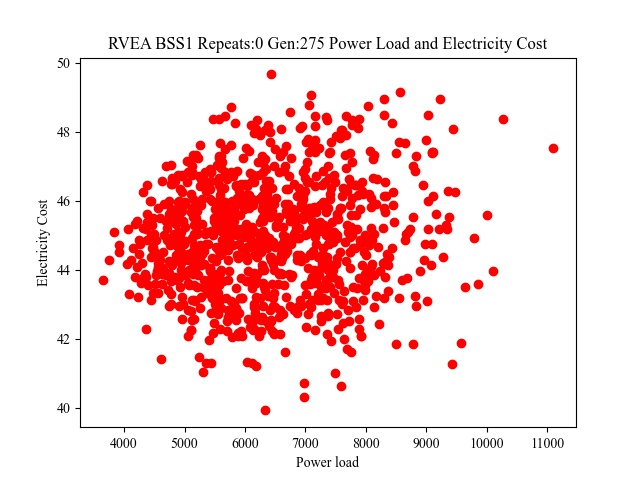 RVEA BSS1 Repeats:0 Gen:275 Power Load and Electricity Cost
50
48
46
44
42
40
Electricity Cost
4000 5000 6000 7000 8000 9000 10000 11000
Power load